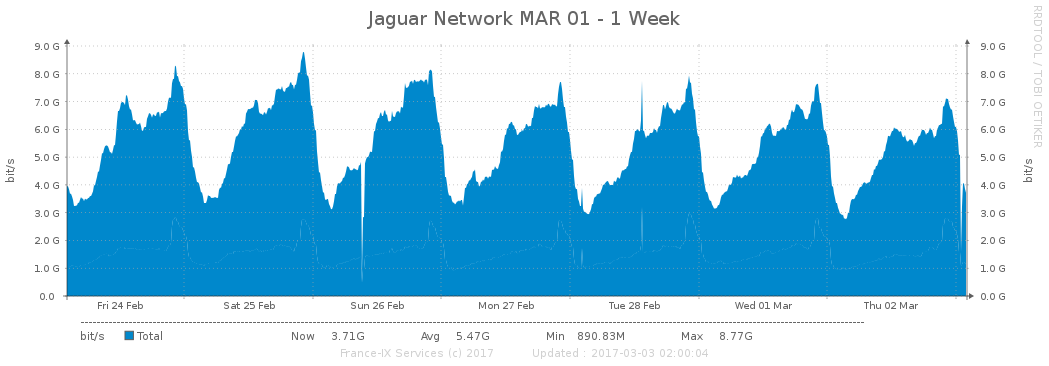 Jaguar Network MAR 01 - 1 Week
RRDTOOL / TOBI OETIKER
bit/s
bit/s
9.0 G 9.0 G
8.0 G 8.0 G
7.0 G 7.0 G
6.0 G 6.0 G
5.0 G 5.0 G
4.0 G 4.0 G
3.0 G 3.0 G
2.0 G 2.0 G
1.0 G 1.0 G
0.0 0.0 G
Fri 24 Feb Sat 25 Feb Sun 26 Feb Mon 27 Feb Tue 28 Feb Wed 01 Mar Thu 02 Mar
bit/s Total Now 3.71G Avg 5.47G Min 890.83M Max 8.77G
France-IX Services (c) 2017 Updated : 2017-03-03 02:00:04